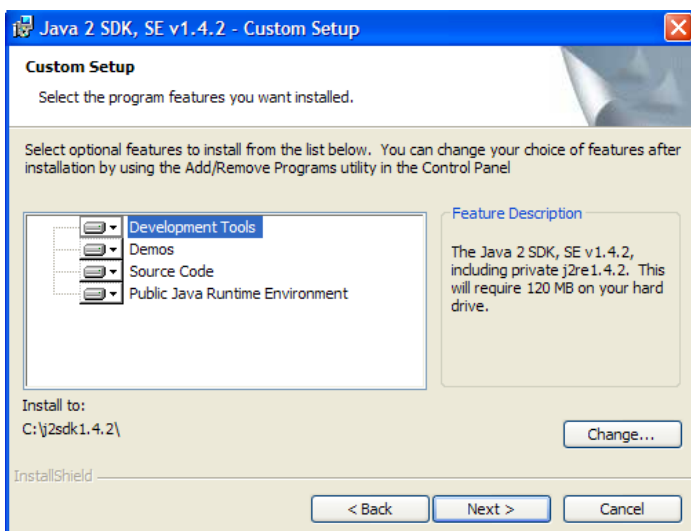 Java 2 SDK, SE v1.4.2 - Custom Setup
Custom Setup
Select the program features you want installed.
Select optional features to install from the list below.  You can change your choice of features after
installation by using the Add/Remove Programs utility in the Control Panel
Development Tools
Demos
Source Code
Public Java Runtime Environment
Feature Description
The Java 2 SDK, SE v1.4.2,
including private j2re1.4.2.  This
will require 120 MB on your hard
drive.
Install to:
C:\j2sdk1.4.2\
Change...
InstallShield
< Back
Next >
Cancel